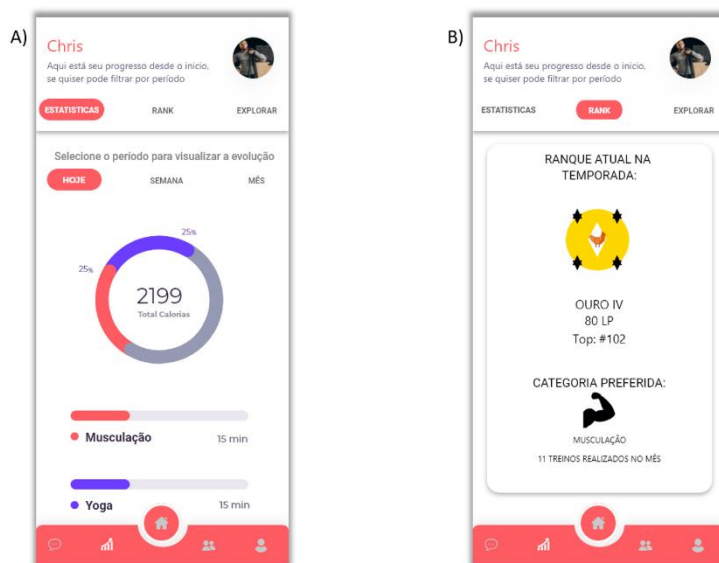 A)
Chris
Aqui está seu progresso desde o inicio,
se quiser pode filtrar por período
ESTATISTICAS RANK EXPLORAR
Selecione o período para visualizar a evolução
HOJE SEMANA MÊS
25%
25%
2199
Total Calorias
Musculação 15 min
Yoga 15 min
B)
Chris
Aqui está seu progresso desde o inicio,
se quiser pode filtrar por período
ESTATISTICAS RANK EXPLORAR
RANQUE ATUAL NA
TEMPORADA:
OURO IV
80 LP
Top: #102
CATEGORIA PREFERIDA:
MUSCULAÇÃO
11 TREINOS REALIZADOS NO MÊS